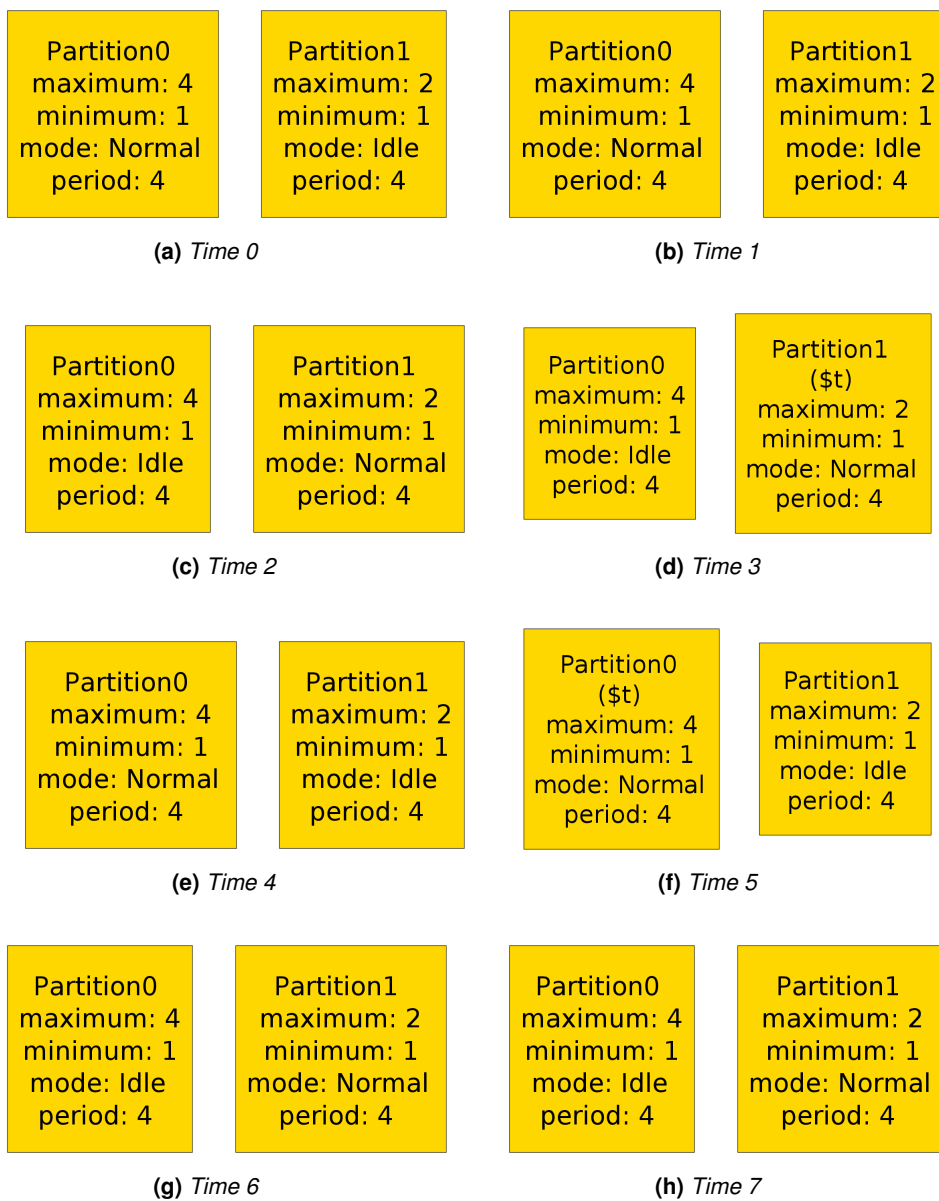 Partition0
maximum: 4
minimum: 1
mode: Normal
period: 4
Partition1
maximum: 2
minimum: 1
mode: Idle
period: 4
(a) Time 0
Partition0
maximum: 4
minimum: 1
mode: Normal
period: 4
Partition1
maximum: 2
minimum: 1
mode: Idle
period: 4
(b) Time 1
Partition0
maximum: 4
minimum: 1
mode: Idle
period: 4
Partition1
maximum: 2
minimum: 1
mode: Normal
period: 4
(c) Time 2
Partition0
maximum: 4
minimum: 1
mode: Idle
period: 4
Partition1
($t)
maximum: 2
minimum: 1
mode: Normal
period: 4
(d) Time 3
Partition0
maximum: 4
minimum: 1
mode: Normal
period: 4
Partition1
maximum: 2
minimum: 1
mode: Idle
period: 4
(e) Time 4
Partition0
($t)
maximum: 4
minimum: 1
mode: Normal
period: 4
Partition1
maximum: 2
minimum: 1
mode: Idle
period: 4
(f) Time 5
Partition0
maximum: 4
minimum: 1
mode: Idle
period: 4
Partition1
maximum: 2
minimum: 1
mode: Normal
period: 4
(g) Time 6
Partition0
maximum: 4
minimum: 1
mode: Idle
period: 4
Partition1
maximum: 2
minimum: 1
mode: Normal
period: 4
(h) Time 7